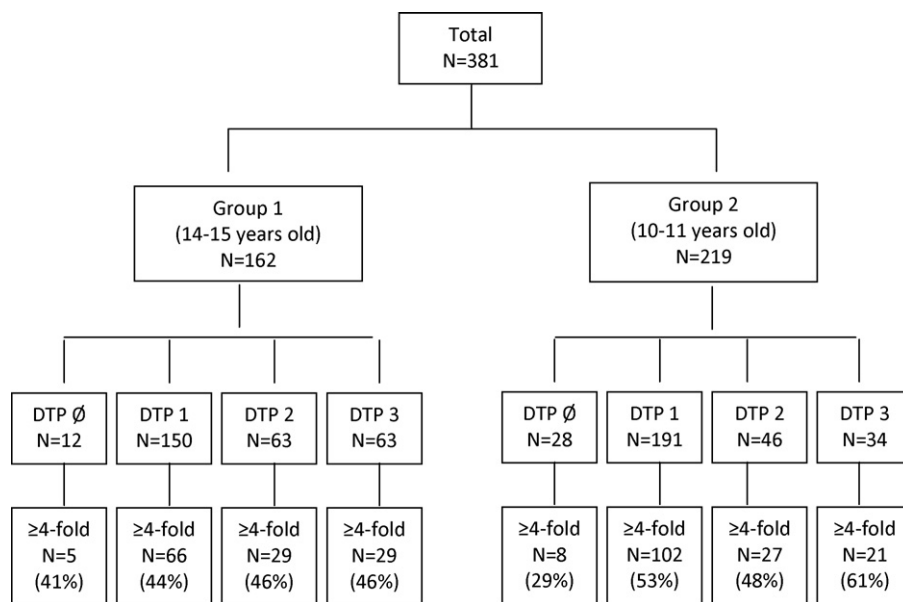 Total
N=381
Group 1
(14-15 years old)
N=162
Group 2
(10-11 years old)
N=219
DTP Ø
N=12
DTP 1
N=150
DTP 2
N=63
DTP 3
N=63
DTP Ø
N=28
DTP 1
N=191
DTP 2
N=46
DTP 3
N=34
≥4-fold
N=5
(41%)
≥4-fold
N=66
(44%)
≥4-fold
N=29
(46%)
≥4-fold
N=29
(46%)
≥4-fold
N=8
(29%)
≥4-fold
N=102
(53%)
≥4-fold
N=27
(48%)
≥4-fold
N=21
(61%)